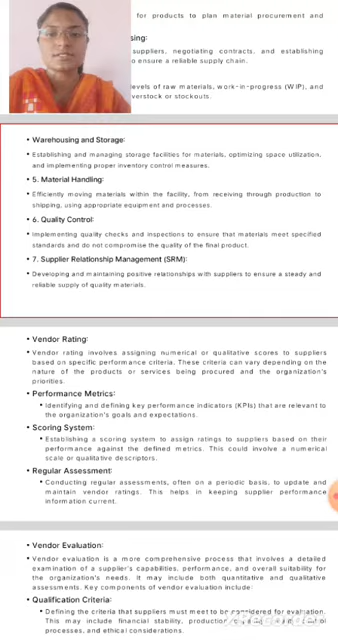 for products to plan material procurement and
sing:
suppliers, negotiating contracts, and establishing
to ensure a reliable supply chain.
levels of raw materials, work-in-progress (WIP), and
overstock or stockouts.
• Warehousing and Storage:
Establishing and managing storage facilities for materials, optimizing space utilization,
and implementing proper inventory control measures.
• 5. Material Handling:
Efficiently moving materials within the facility, from receiving through production to
shipping, using appropriate equipment and processes.
• 6. Quality Control:
Implementing quality checks and inspections to ensure that materials meet specified
standards and do not compromise the quality of the final product.
• 7. Supplier Relationship Management (SRM):
Developing and maintaining positive relationships with suppliers to ensure a steady and
reliable supply of quality materials.
• Vendor Rating:
Vendor rating involves assigning numerical or qualitative scores to suppliers
based on specific performance criteria. These criteria can vary depending on the
nature of the products or services being procured and the organization's
priorities.
• Performance Metrics:
• Identifying and defining key performance indicators (KPIs) that are relevant to
the organization's goals and expectations.
• Scoring System:
• Establishing a scoring system to assign ratings to suppliers based on their
performance against the defined metrics. This could involve a numerical
scale or qualitative descriptors.
• Regular Assessment:
• Conducting regular assessments, often on a periodic basis, to update and
maintain vendor ratings. This helps in keeping supplier performance
information current.
• Vendor Evaluation:
• Vendor evaluation is a more comprehensive process that involves a detailed
examination of a supplier's capabilities, performance, and overall suitability for
the organization's needs. It may include both quantitative and qualitative
assessments. Key components of vendor evaluation include:
• Qualification Criteria:
• Defining the criteria that suppliers must meet to be considered for evaluation.
This may include financial stability, production
processes, and ethical considerations.